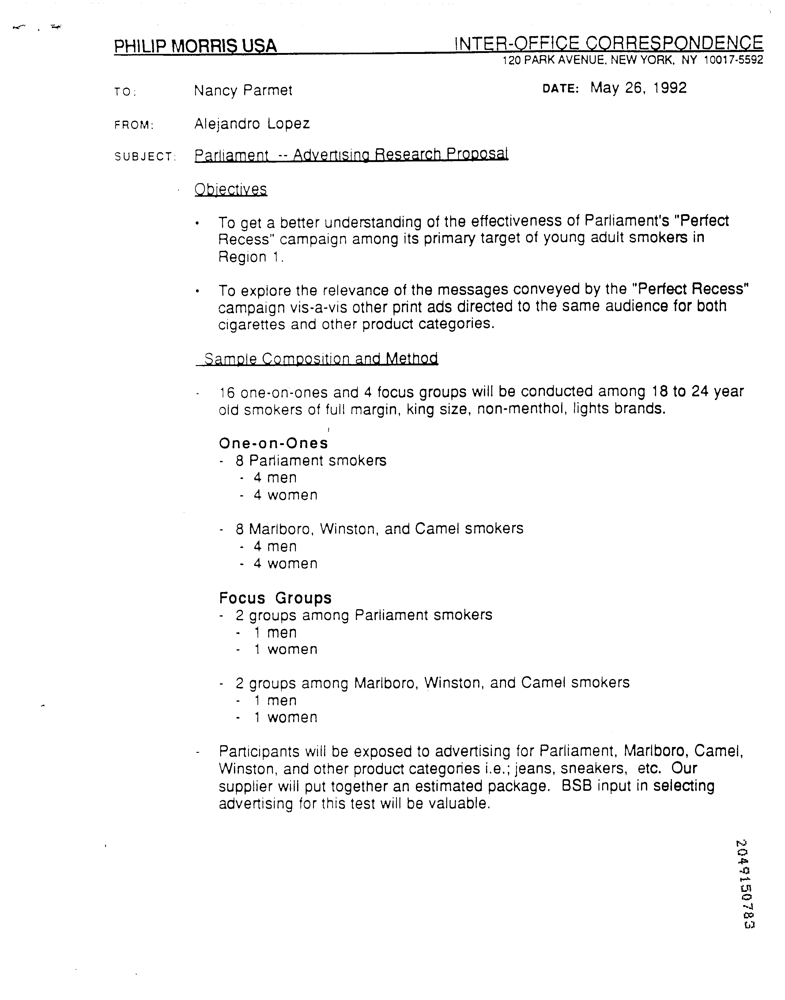 PHILIP MORRIS USA INTER-OFFICE CORRESPONDENCE
120 PARK AVENUE, NEW YORK, NY 10017-5592
TO: Nancy Parmet DATE: May 26, 1992
FROM: Alejandro Lopez
SUBJECT: Parliament -- Advertising Research Proposal
Objectives
• To get a better understanding of the effectiveness of Parliament's "Perfect
Recess" campaign among its primary target of young adult smokers in
Region 1.
• To explore the relevance of the messages conveyed by the "Perfect Recess"
campaign vis-a-vis other print ads directed to the same audience for both
cigarettes and other product categories.
Sample Composition and Method
- 16 one-on-ones and 4 focus groups will be conducted among 18 to 24 year
old smokers of full margin, king size, non-menthol, lights brands.
One-on-Ones
- 8 Parliament smokers
- 4 men
- 4 women
- 8 Marlboro, Winston, and Camel smokers
- 4 men
- 4 women
Focus Groups
- 2 groups among Parliament smokers
- 1 men
- 1 women
- 2 groups among Marlboro, Winston, and Camel smokers
- 1 men
- 1 women
- Participants will be exposed to advertising for Parliament, Marlboro, Camel,
Winston, and other product categories i.e.; jeans, sneakers, etc. Our
supplier will put together an estimated package. BSB input in selecting
advertising for this test will be valuable.
2049150783